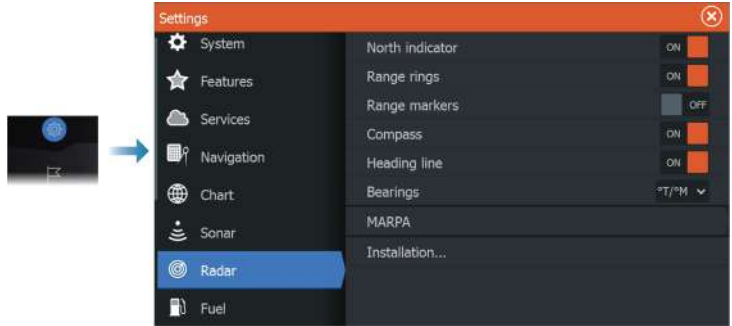 Settings
System
Features
Services
Navigation
Chart
Sonar
Radar
Fuel
North indicator ON
Range rings ON
Range markers OFF
Compass ON
Heading line ON
Bearings °T/°M
MARPA
Installation...